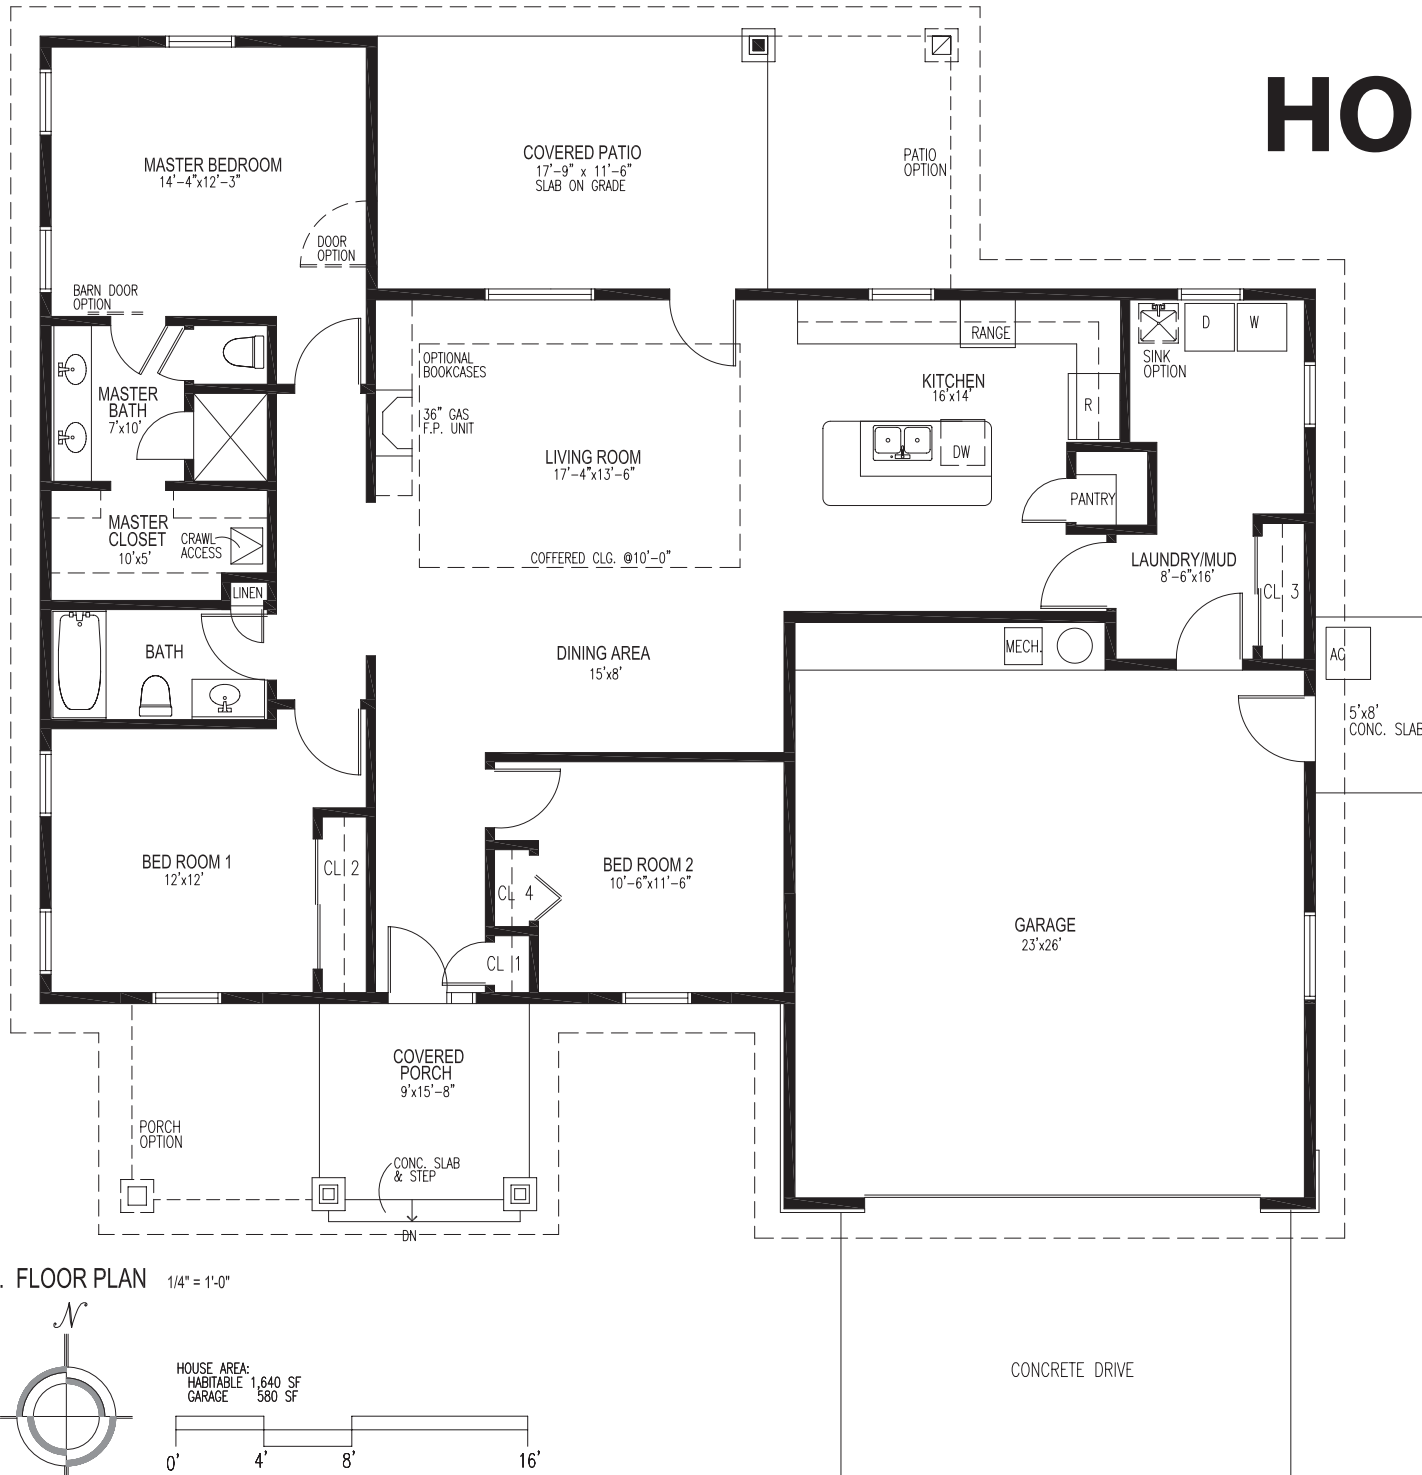 HO
MASTER BEDROOM
14'-4"x12'-3"
COVERED PATIO
17'-9" x 11'-6"
SLAB ON GRADE
PATIO
OPTION
DOOR
OPTION
BARN DOOR
OPTION
OPTIONAL
BOOKCASES
36" GAS
F.P. UNIT
MASTER
BATH
7'x10'
LIVING ROOM
17'-4"x13'-6"
COFFERED CLG. @10'-0"
RANGE
KITCHEN
16'x14'
R
DW
PANTRY
SINK
OPTION
D
W
MASTER
CLOSET
10'x5'
CRAWL
ACCESS
LINEN
BATH
DINING AREA
15'x8'
LAUNDRY/MUD
8'-6"x16'
CL 3
MECH.
AC
5'x8'
CONC. SLAB
BED ROOM 1
12'x12'
CL 2
CL 4
BED ROOM 2
10'-6"x11'-6"
CL 1
GARAGE
23'x26'
COVERED
PORCH
9'x15'-8"
PORCH
OPTION
CONC. SLAB
& STEP
DN
. FLOOR PLAN 1/4" = 1'-0"
N
HOUSE AREA:
HABITABLE 1,640 SF
GARAGE 580 SF
0' 4' 8' 16'
CONCRETE DRIVE